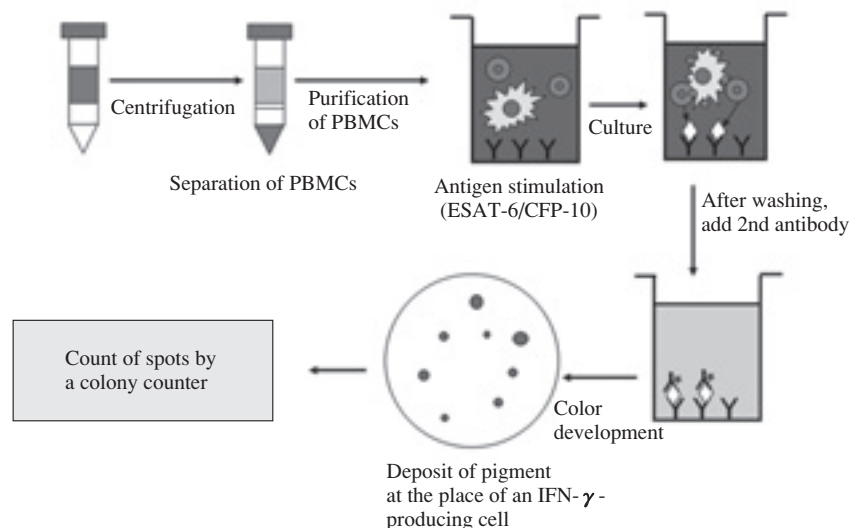 Centrifugation
Purification
of PBMCs
Separation of PBMCs
Antigen stimulation
(ESAT-6/CFP-10)
Culture
After washing,
add 2nd antibody
Color
development
Deposit of pigment
at the place of an IFN-γ-
producing cell
Count of spots by
a colony counter